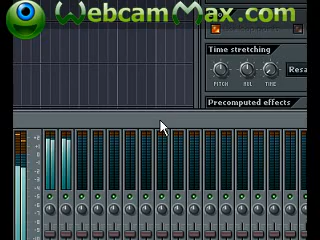 WebcamMax.com
Time stretching
PITCH MUL TIME
Resa
Precomputed effects